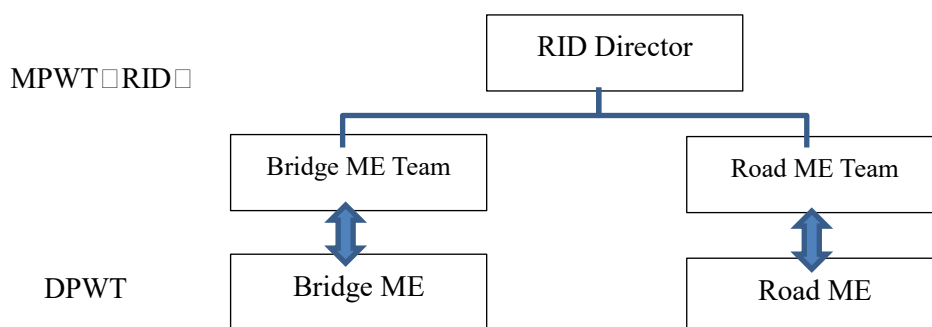 RID Director
MPWT□RID□
Bridge ME Team
Road ME Team
DPWT
Bridge ME
Road ME